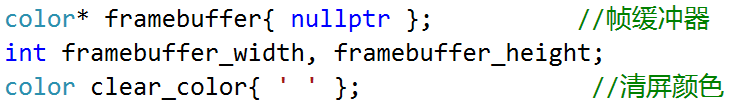 color* framebuffer{ nullptr };          //帧缓冲器
int framebuffer_width, framebuffer_height;
color clear_color{ ' ' };                //清屏颜色